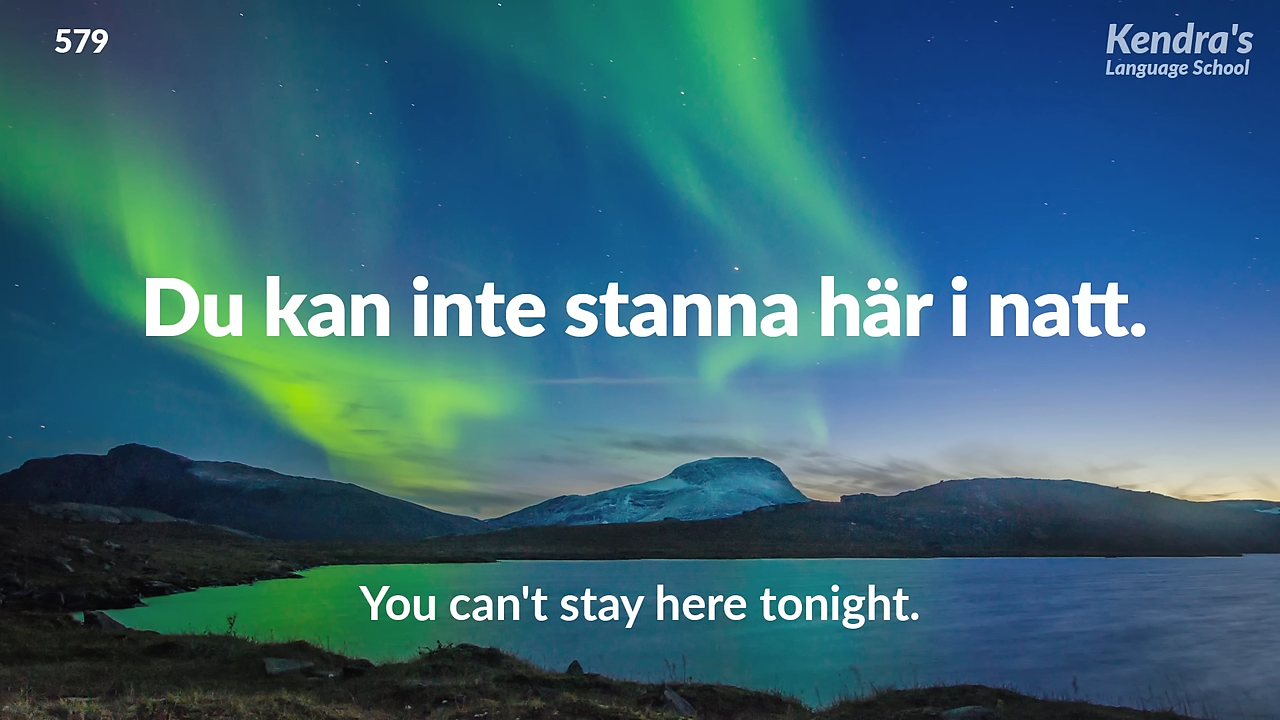 579
Kendra's
Language School
Du kan inte stanna här i natt.
You can't stay here tonight.